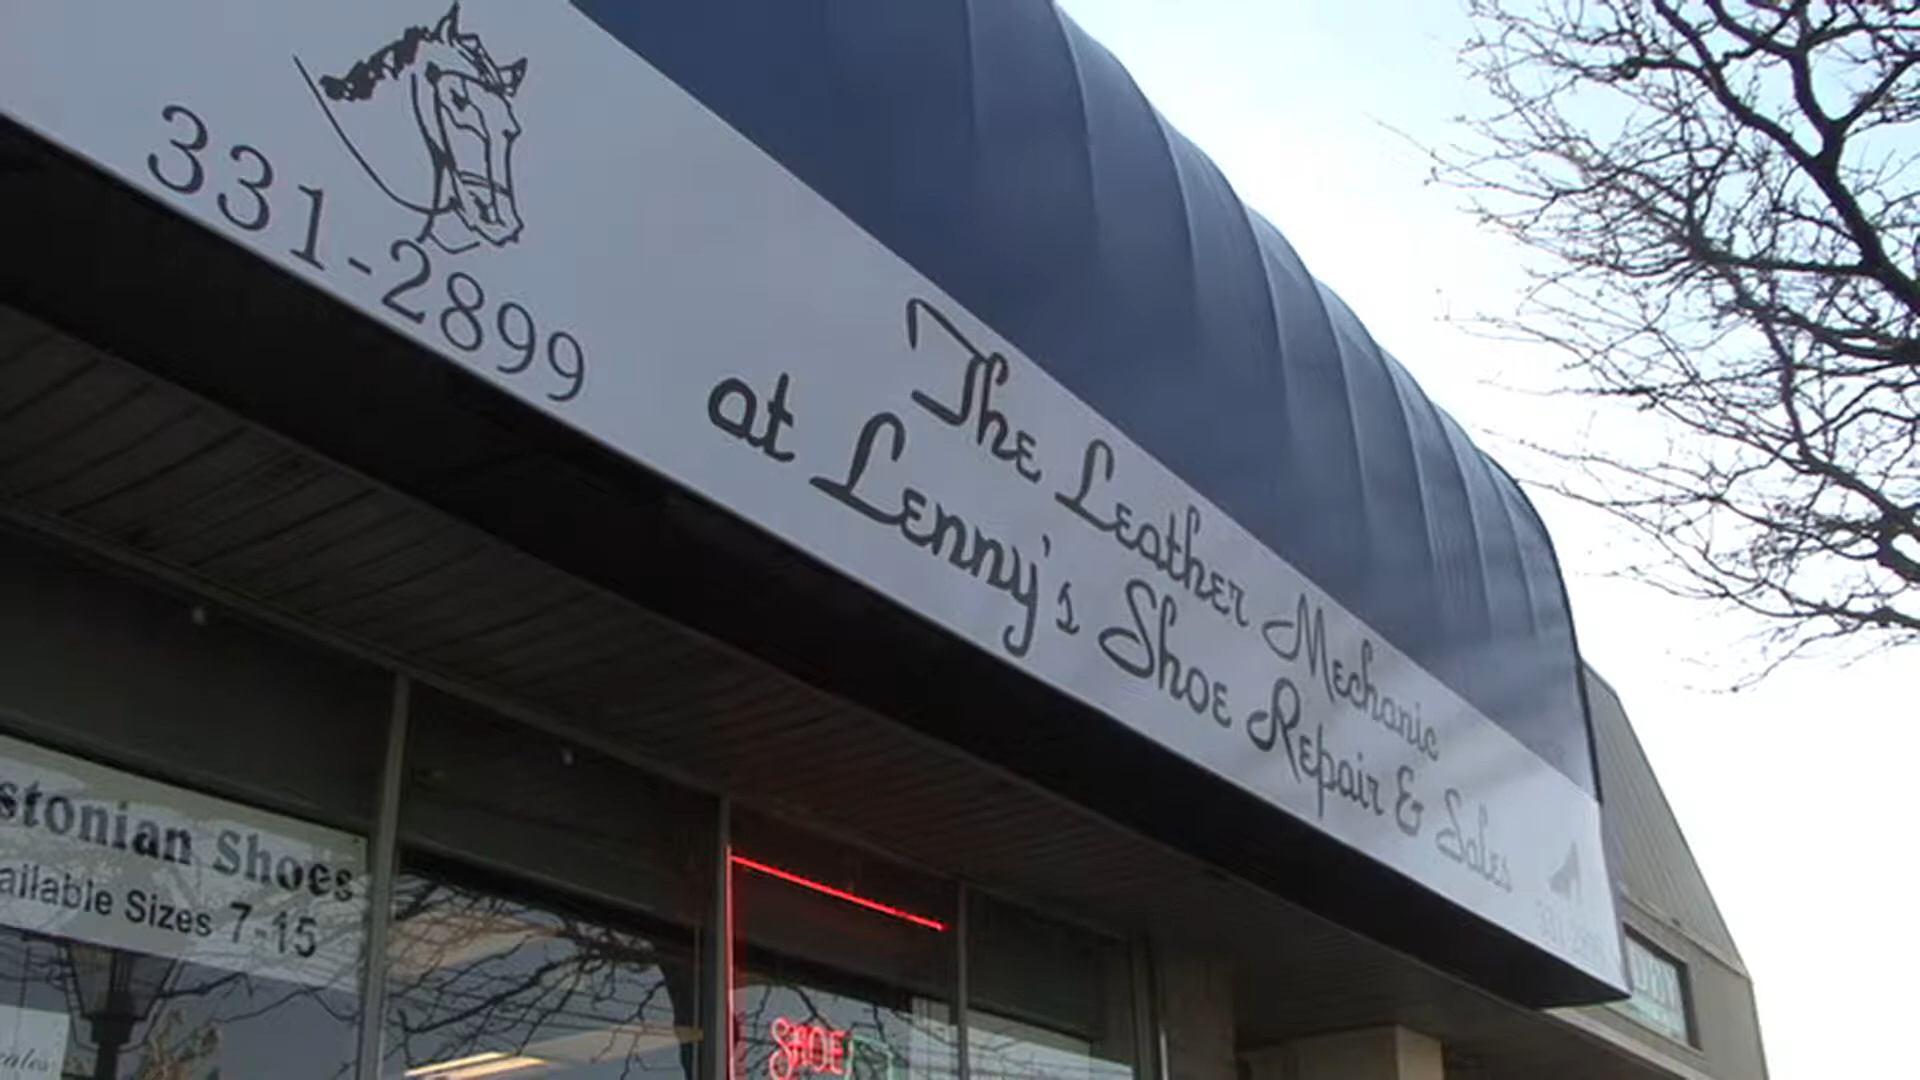 331-2899
The Leather Mechanic
at Lenny's Shoe Repair & Sales
stonian Shoes
ailable Sizes 7-15
SHOE